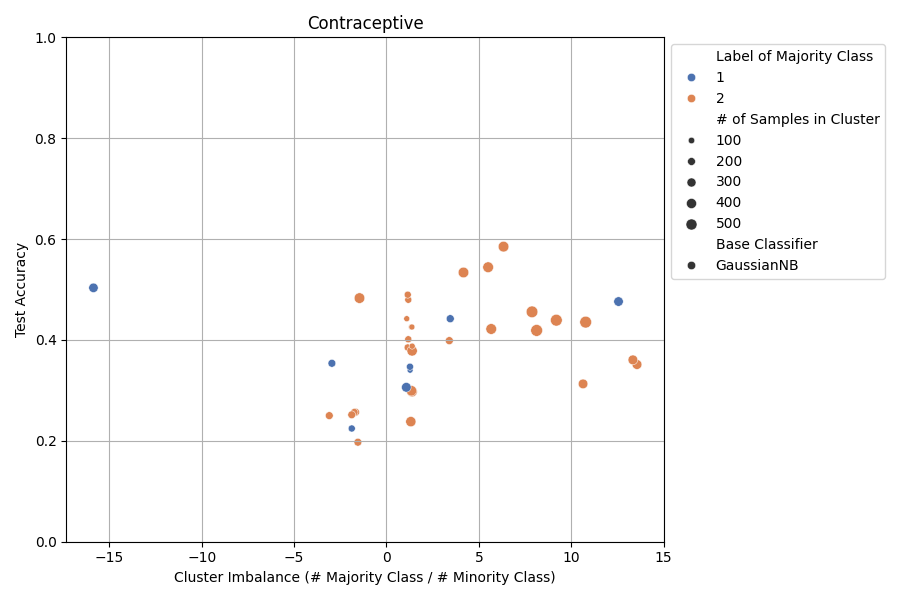 Contraceptive
Test Accuracy
1.0
0.8
0.6
0.4
0.2
0.0
−15
−10
−5
0
5
10
15
Cluster Imbalance (# Majority Class / # Minority Class)
Label of Majority Class
1
2
# of Samples in Cluster
100
200
300
400
500
Base Classifier
GaussianNB